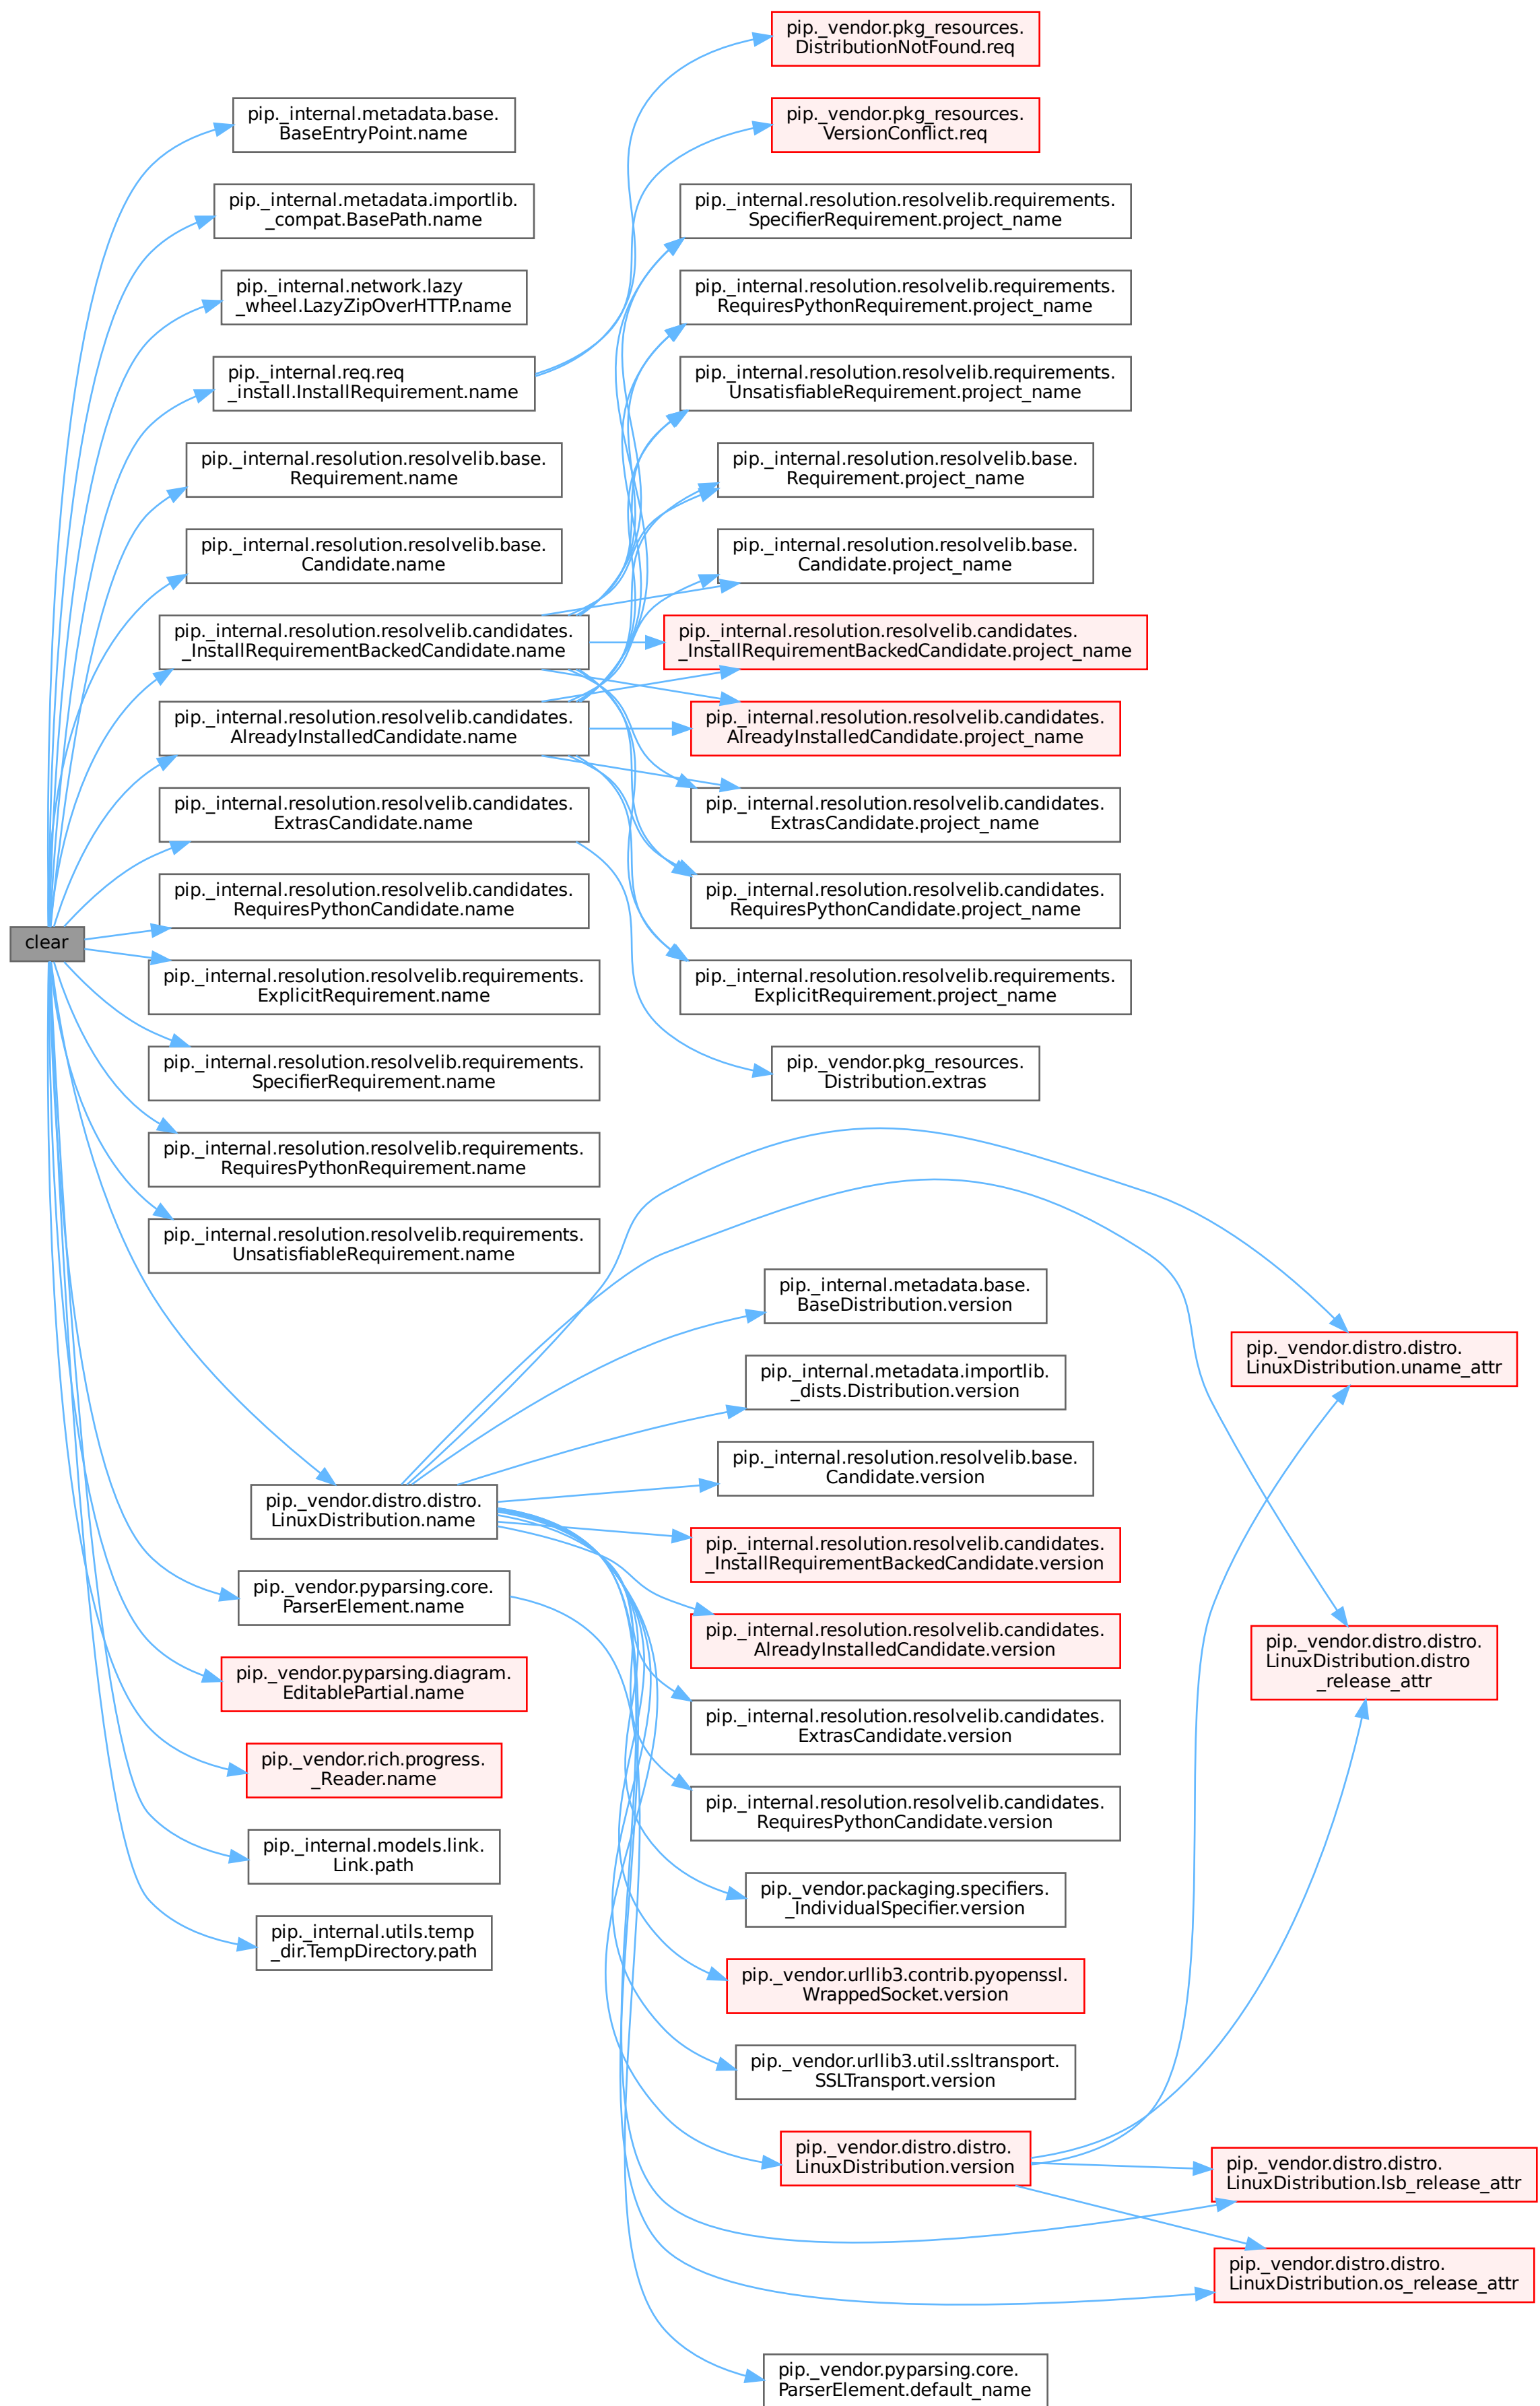 clear
pip._internal.metadata.base.
BaseEntryPoint.name
pip._internal.metadata.importlib.
_compat.BasePath.name
pip._internal.network.lazy
_wheel.LazyZipOverHTTP.name
pip._internal.req.req
_install.InstallRequirement.name
pip._internal.resolution.resolvelib.base.
Requirement.name
pip._internal.resolution.resolvelib.base.
Candidate.name
pip._internal.resolution.resolvelib.candidates.
_InstallRequirementBackedCandidate.name
pip._internal.resolution.resolvelib.candidates.
AlreadyInstalledCandidate.name
pip._internal.resolution.resolvelib.candidates.
ExtrasCandidate.name
pip._internal.resolution.resolvelib.candidates.
RequiresPythonCandidate.name
pip._internal.resolution.resolvelib.requirements.
ExplicitRequirement.name
pip._internal.resolution.resolvelib.requirements.
SpecifierRequirement.name
pip._internal.resolution.resolvelib.requirements.
RequiresPythonRequirement.name
pip._internal.resolution.resolvelib.requirements.
UnsatisfiableRequirement.name
pip._vendor.distro.distro.
LinuxDistribution.name
pip._vendor.pyparsing.core.
ParserElement.name
pip._vendor.pyparsing.diagram.
EditablePartial.name
pip._vendor.rich.progress.
_Reader.name
pip._internal.models.link.
Link.path
pip._internal.utils.temp
_dir.TempDirectory.path
pip._vendor.pkg_resources.
DistributionNotFound.req
pip._vendor.pkg_resources.
VersionConflict.req
pip._internal.resolution.resolvelib.requirements.
SpecifierRequirement.project_name
pip._internal.resolution.resolvelib.requirements.
RequiresPythonRequirement.project_name
pip._internal.resolution.resolvelib.requirements.
UnsatisfiableRequirement.project_name
pip._internal.resolution.resolvelib.base.
Requirement.project_name
pip._internal.resolution.resolvelib.base.
Candidate.project_name
pip._internal.resolution.resolvelib.candidates.
_InstallRequirementBackedCandidate.project_name
pip._internal.resolution.resolvelib.candidates.
AlreadyInstalledCandidate.project_name
pip._internal.resolution.resolvelib.candidates.
ExtrasCandidate.project_name
pip._internal.resolution.resolvelib.candidates.
RequiresPythonCandidate.project_name
pip._internal.resolution.resolvelib.requirements.
ExplicitRequirement.project_name
pip._vendor.pkg_resources.
Distribution.extras
pip._internal.metadata.base.
BaseDistribution.version
pip._internal.metadata.importlib.
_dists.Distribution.version
pip._internal.resolution.resolvelib.base.
Candidate.version
pip._internal.resolution.resolvelib.candidates.
_InstallRequirementBackedCandidate.version
pip._internal.resolution.resolvelib.candidates.
AlreadyInstalledCandidate.version
pip._internal.resolution.resolvelib.candidates.
ExtrasCandidate.version
pip._internal.resolution.resolvelib.candidates.
RequiresPythonCandidate.version
pip._vendor.packaging.specifiers.
_IndividualSpecifier.version
pip._vendor.urllib3.contrib.pyopenssl.
WrappedSocket.version
pip._vendor.urllib3.util.ssltransport.
SSLTransport.version
pip._vendor.distro.distro.
LinuxDistribution.version
pip._vendor.pyparsing.core.
ParserElement.default_name
pip._vendor.distro.distro.
LinuxDistribution.uname_attr
pip._vendor.distro.distro.
LinuxDistribution.distro
_release_attr
pip._vendor.distro.distro.
LinuxDistribution.lsb_release_attr
pip._vendor.distro.distro.
LinuxDistribution.os_release_attr